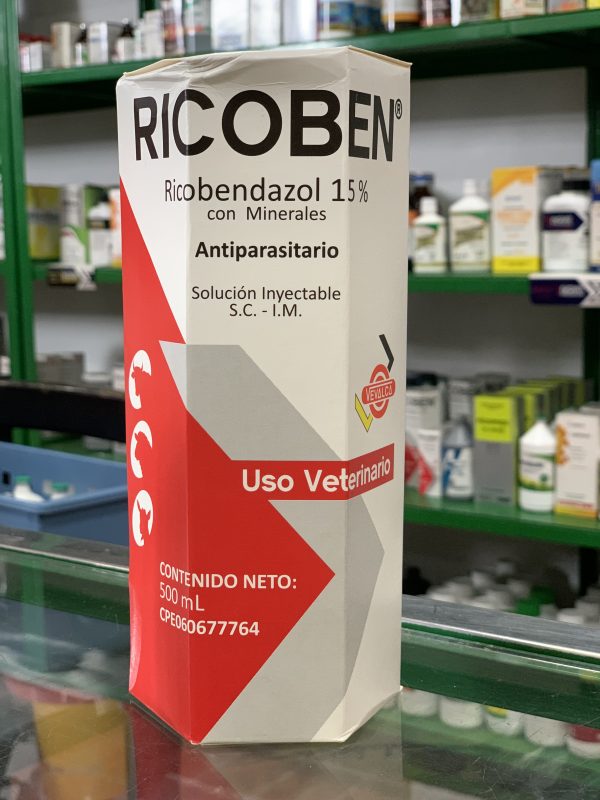 RICOBEN®
Ricobendazol 15%
con Minerales
Antiparasitario
Solución Inyectable
S.C. - I.M.
VEVALCA
Uso Veterinario
CONTENIDO NETO:
500 mL
CPE060677764